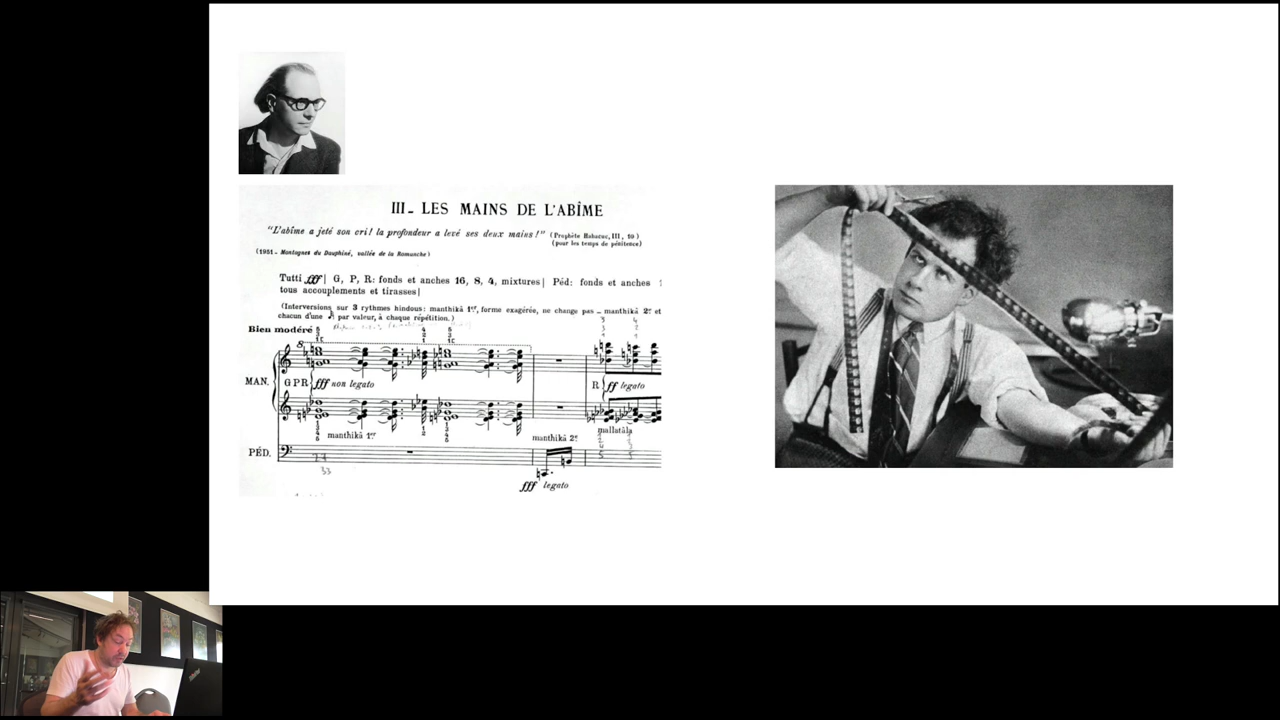 III_ LES MAINS DE L'ABÎME
"L'abîme a jeté son cri! la profondeur a levé ses deux mains!" (Prophète Habacuc, III, 10)
(pour les temps de pénitence)
(1951 - Montagnes du Dauphiné, vallée de la Romanche)
Tutti fff | G, P, R: fonds et anches 16, 8, 4, mixtures | Péd: fonds et anches
tous accouplements et tirasses |
(Interversions sur 3 rythmes hindous: manthikâ 1er, forme exagérée, ne change pas - manthikâ 2e et
chacun d'une par valeur, à chaque répétition.)
Bien modéré
8
MAN.
G P R fff non legato
R ff legato
manthikâ 1er
manthikâ 2e
mallatâla
PÉD.
33
fff legato